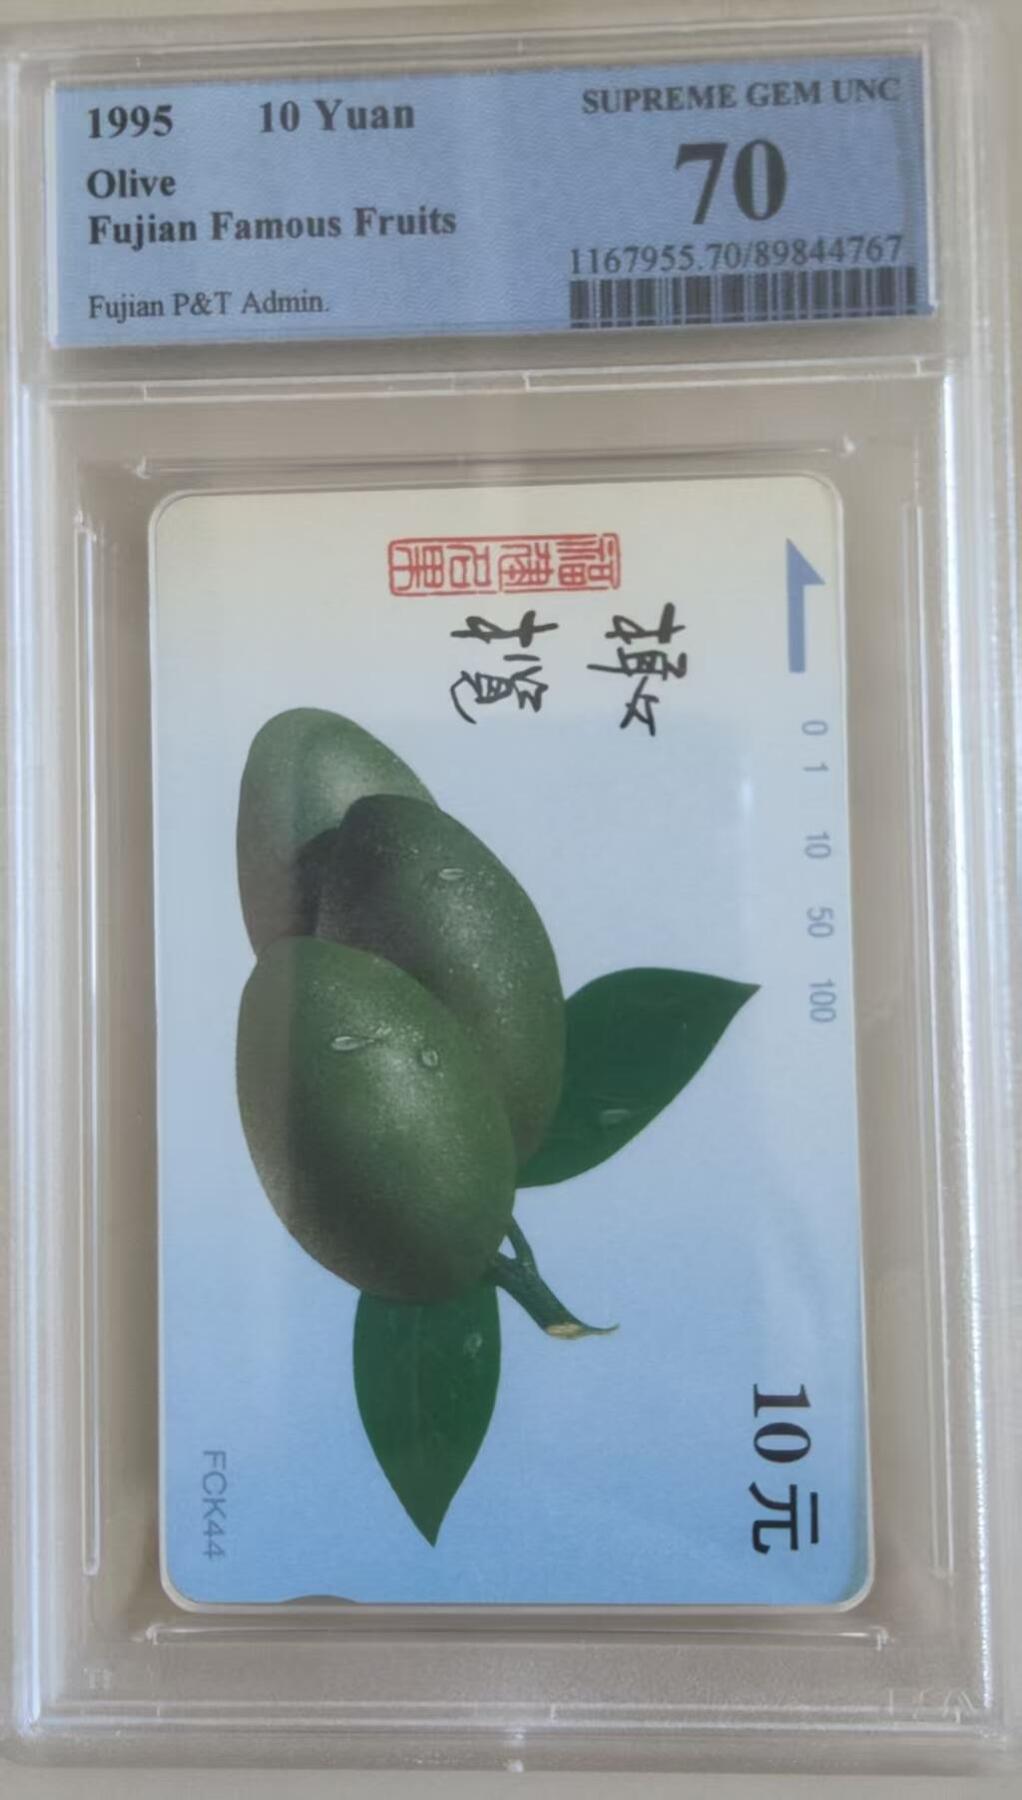 1995 10 Yuan
SUPREME GEM UNC
Olive
70
Fujian Famous Fruits
1167955.70/89844767
Fujian P&T Admin.
福建名果
橄
榄
0 1 10 50 100
10元
FCK44